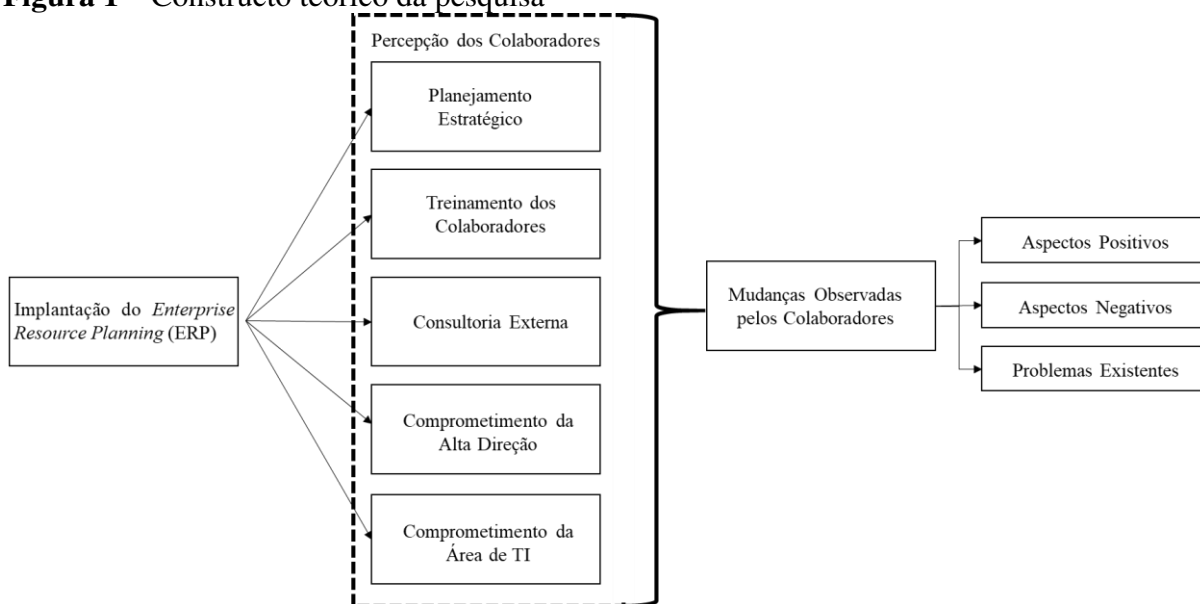 Figura 1 – Constructo teórico da pesquisa
Percepção dos Colaboradores
Planejamento
Estratégico
Treinamento dos
Colaboradores
Consultoria Externa
Comprometimento da
Alta Direção
Comprometimento da
Área de TI
Implantação do Enterprise
Resource Planning (ERP)
Mudanças Observadas
pelos Colaboradores
Aspectos Positivos
Aspectos Negativos
Problemas Existentes